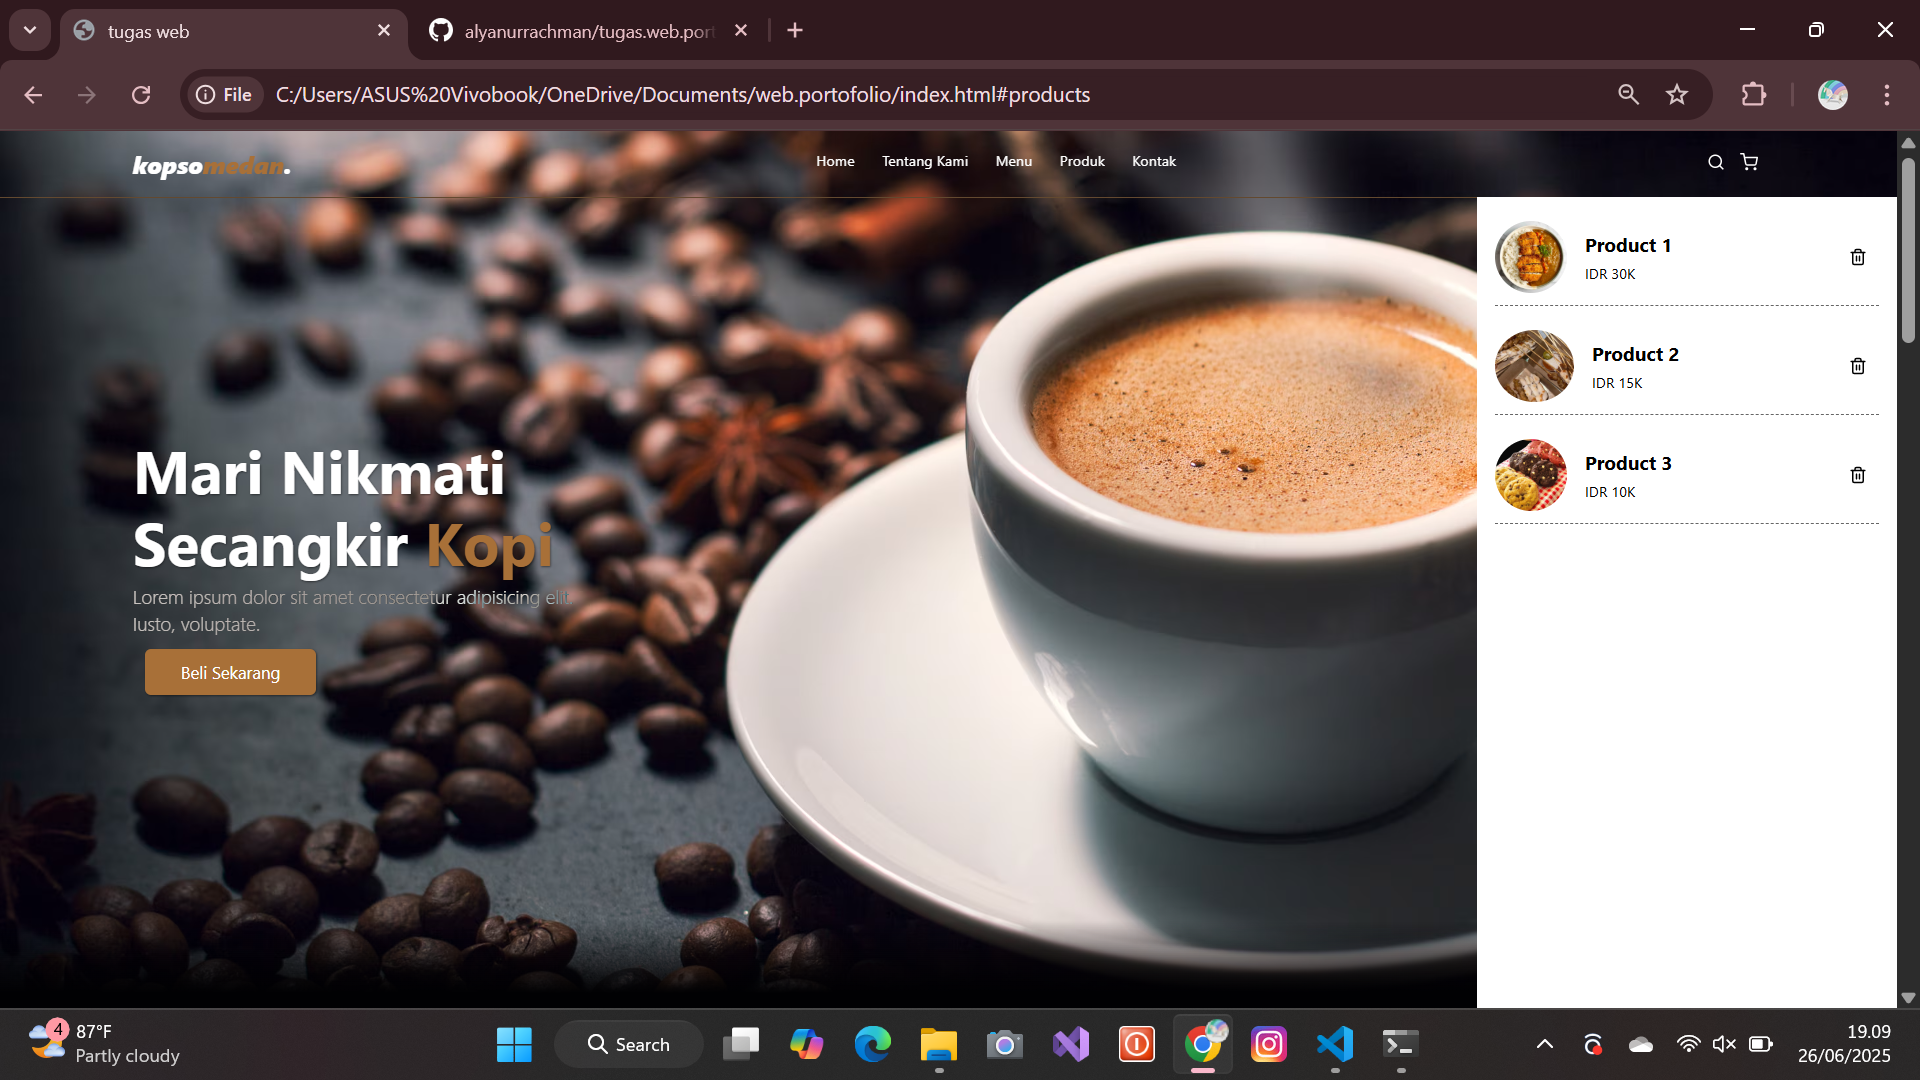 tugas web
alyanurrachman/tugas.web.port
File
C:/Users/ASUS%20Vivobook/OneDrive/Documents/web.portofolio/index.html#products
kopsomedan.
Home
Tentang Kami
Menu
Produk
Kontak
Product 1
IDR 30K
Product 2
IDR 15K
Product 3
IDR 10K
Mari Nikmati
Secangkir Kopi
Lorem ipsum dolor sit amet consectetur adipisicing elit.
Iusto, voluptate.
Beli Sekarang
4
87°F
Partly cloudy
Search
19.09
26/06/2025